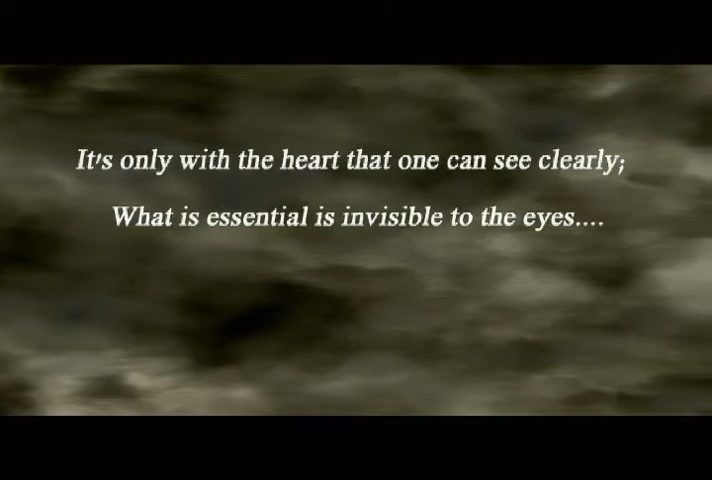 It's only with the heart that one can see clearly;
What is essential is invisible to the eyes....